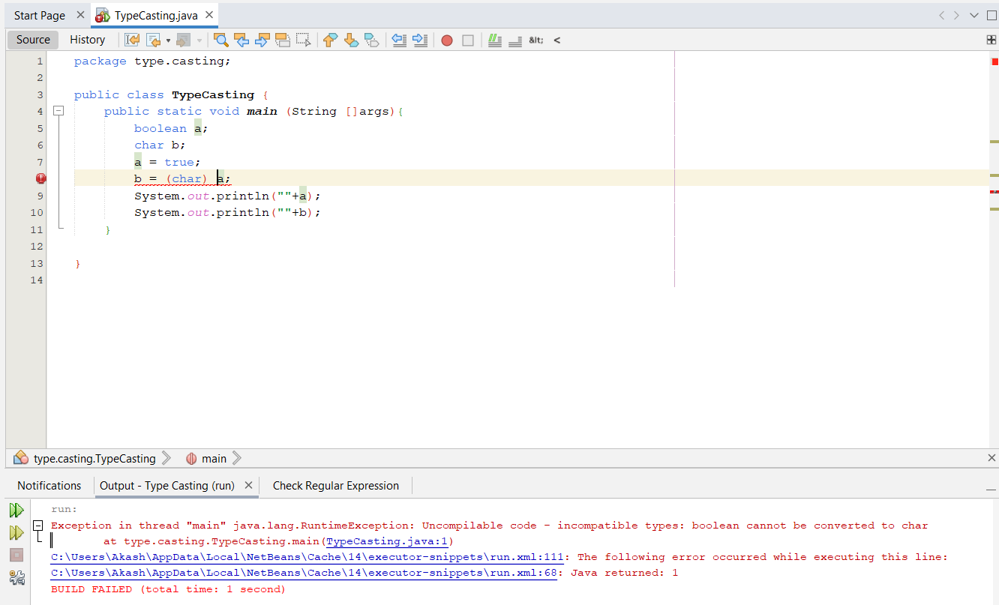 Start Page TypeCasting.java
Source History &lt; <
1 package type.casting;
2
3 public class TypeCasting {
4 public static void main (String []args){
5 boolean a;
6 char b;
7 a = true;
b = (char) a;
9 System.out.println(""+a);
10 System.out.println(""+b);
11 }
12
13 }
14
type.casting.TypeCasting main
Notifications Output - Type Casting (run) Check Regular Expression
run:
Exception in thread "main" java.lang.RuntimeException: Uncompilable code - incompatible types: boolean cannot be converted to char
at type.casting.TypeCasting.main(TypeCasting.java:1)
C:\Users\Akash\AppData\Local\NetBeans\Cache\14\executor-snippets\run.xml:111: The following error occurred while executing this line:
C:\Users\Akash\AppData\Local\NetBeans\Cache\14\executor-snippets\run.xml:68: Java returned: 1
BUILD FAILED (total time: 1 second)